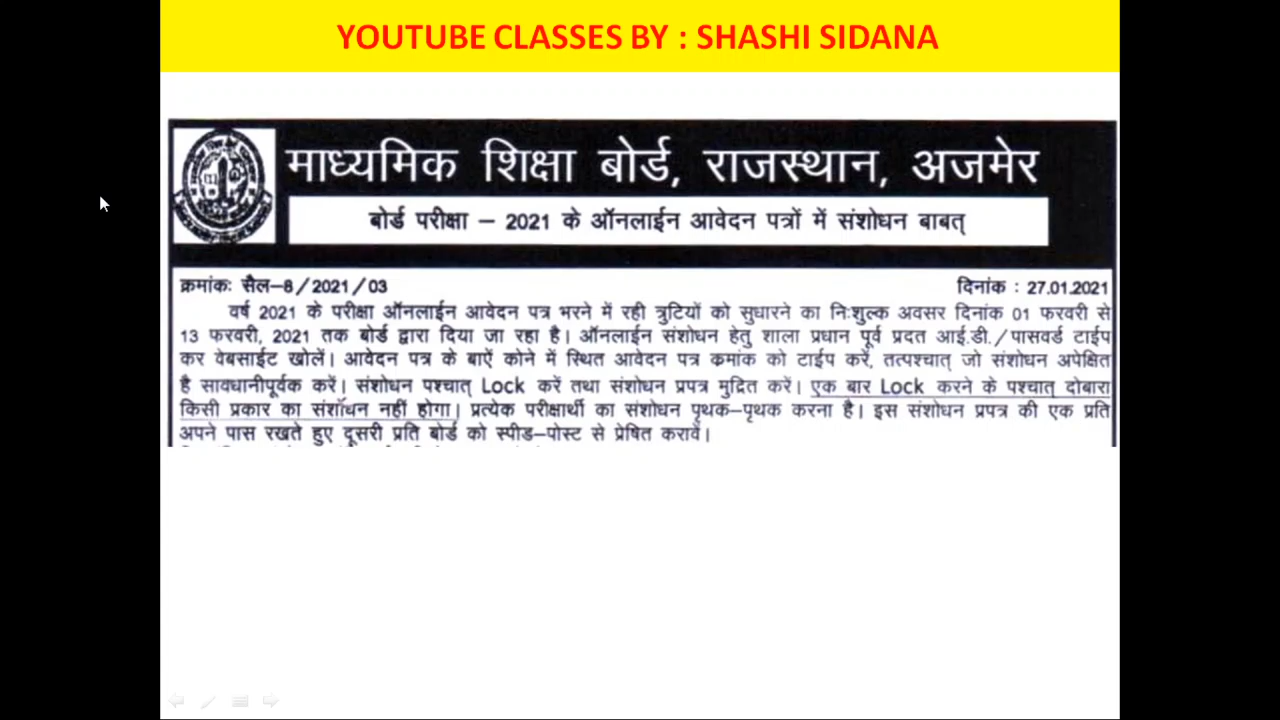 YOUTUBE CLASSES BY : SHASHI SIDANA
माध्यमिक शिक्षा बोर्ड, राजस्थान, अजमेर
बोर्ड परीक्षा – 2021 के ऑनलाईन आवेदन पत्रों में संशोधन बाबत्
क्रमांकः सैल–8/2021/03 दिनांक : 27.01.2021
वर्ष 2021 के परीक्षा ऑनलाईन आवेदन पत्र भरने में रही त्रुटियों को सुधारने का निःशुल्क अवसर दिनांक 01 फरवरी से
13 फरवरी, 2021 तक बोर्ड द्वारा दिया जा रहा है। ऑनलाईन संशोधन हेतु शाला प्रधान पूर्व प्रदत आई.डी./पासवर्ड टाईप
कर वेबसाईट खोलें। आवेदन पत्र के बाऐं कोने में स्थित आवेदन पत्र क्रमांक को टाईप करें, तत्पश्चात् जो संशोधन अपेक्षित
है सावधानीपूर्वक करें। संशोधन पश्चात् Lock करें तथा संशोधन प्रपत्र मुद्रित करें। एक बार Lock करने के पश्चात् दोबारा
किसी प्रकार का संशोधन नहीं होगा। प्रत्येक परीक्षार्थी का संशोधन पृथक–पृथक करना है। इस संशोधन प्रपत्र की एक प्रति
अपने पास रखते हुए दूसरी प्रति बोर्ड को स्पीड–पोस्ट से प्रेषित करावें।